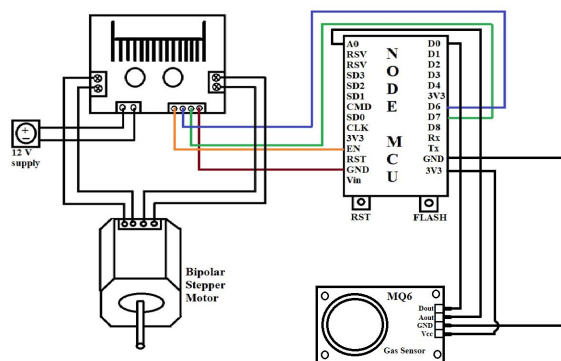 A0
RSV
RSV
SD3
SD2
SD1
CMD
SD0
CLK
3V3
EN
RST
GND
Vin
NODE MCU
D0
D1
D2
D3
D4
3V3
D6
D7
D8
Rx
Tx
GND
3V3
RST
FLASH
12 V
supply
Bipolar
Stepper
Motor
MQ6
Dout
Aout
GND
Vcc
Gas Sensor